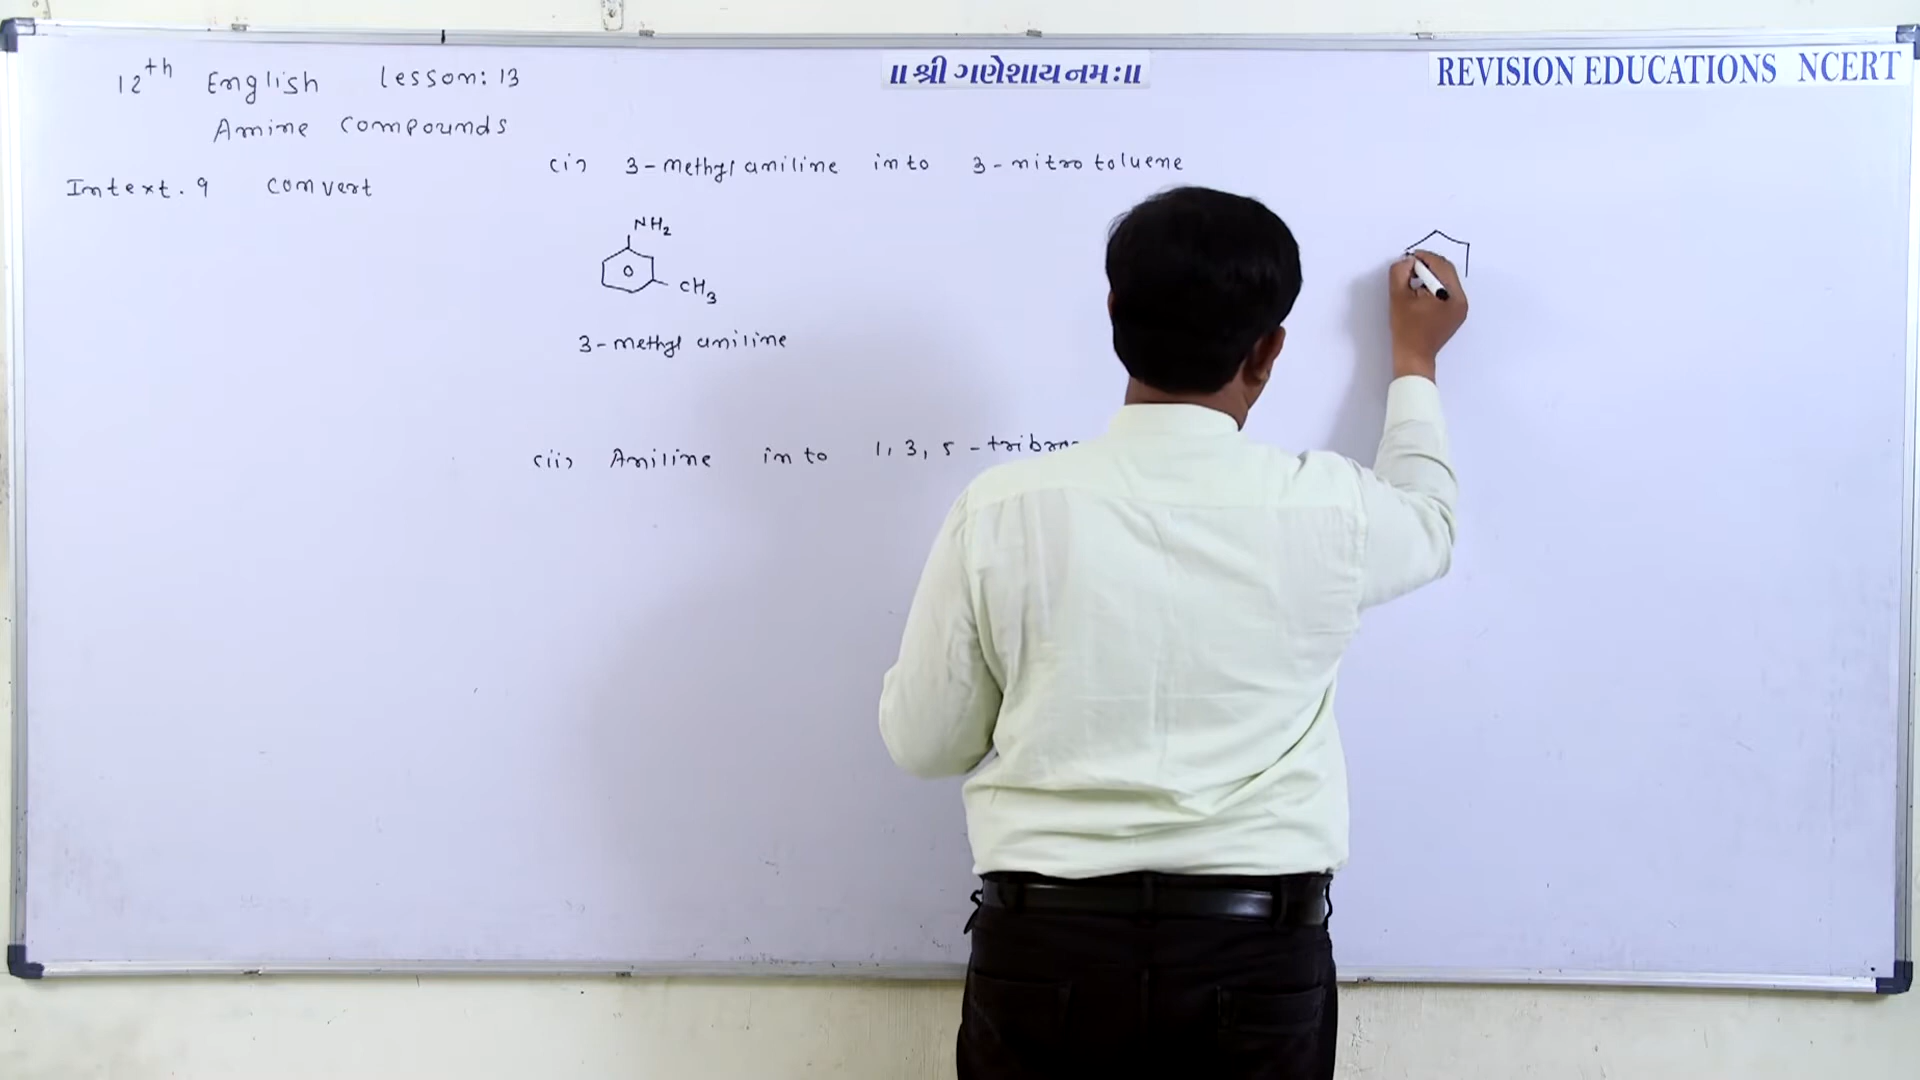 12th English Lesson: 13
Amine Compounds
Intext. 9 Convert
॥ શ્રી ગણેશાય નમઃ ॥
REVISION EDUCATIONS NCERT
(i) 3-methyl aniline into 3-nitro toluene
NH2
CH3
3-methyl aniline
(ii) Aniline into 1, 3, 5 -